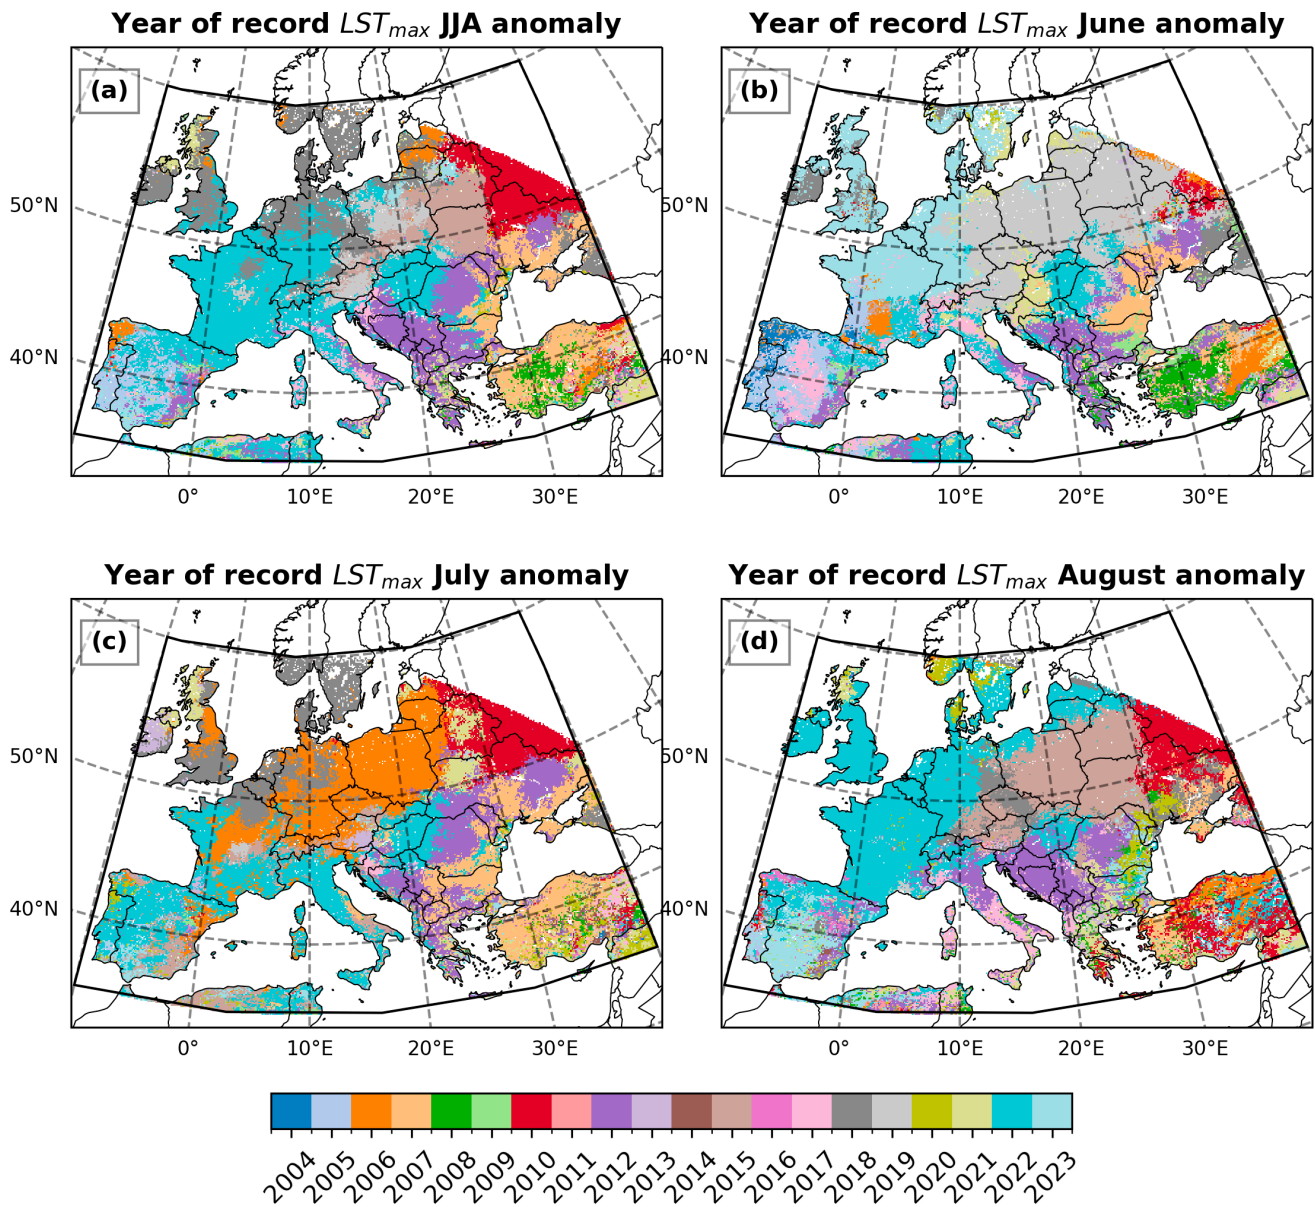 Year of record LSTmax JJA anomaly
Year of record LSTmax June anomaly
(a)
(b)
50°N
50°N
40°N
40°N
0°
10°E
20°E
30°E
0°
10°E
20°E
30°E
Year of record LSTmax July anomaly
Year of record LSTmax August anomaly
(c)
(d)
50°N
50°N
40°N
40°N
0°
10°E
20°E
30°E
0°
10°E
20°E
30°E
2004
2005
2006
2007
2008
2009
2010
2011
2012
2013
2014
2015
2016
2017
2018
2019
2020
2021
2022
2023